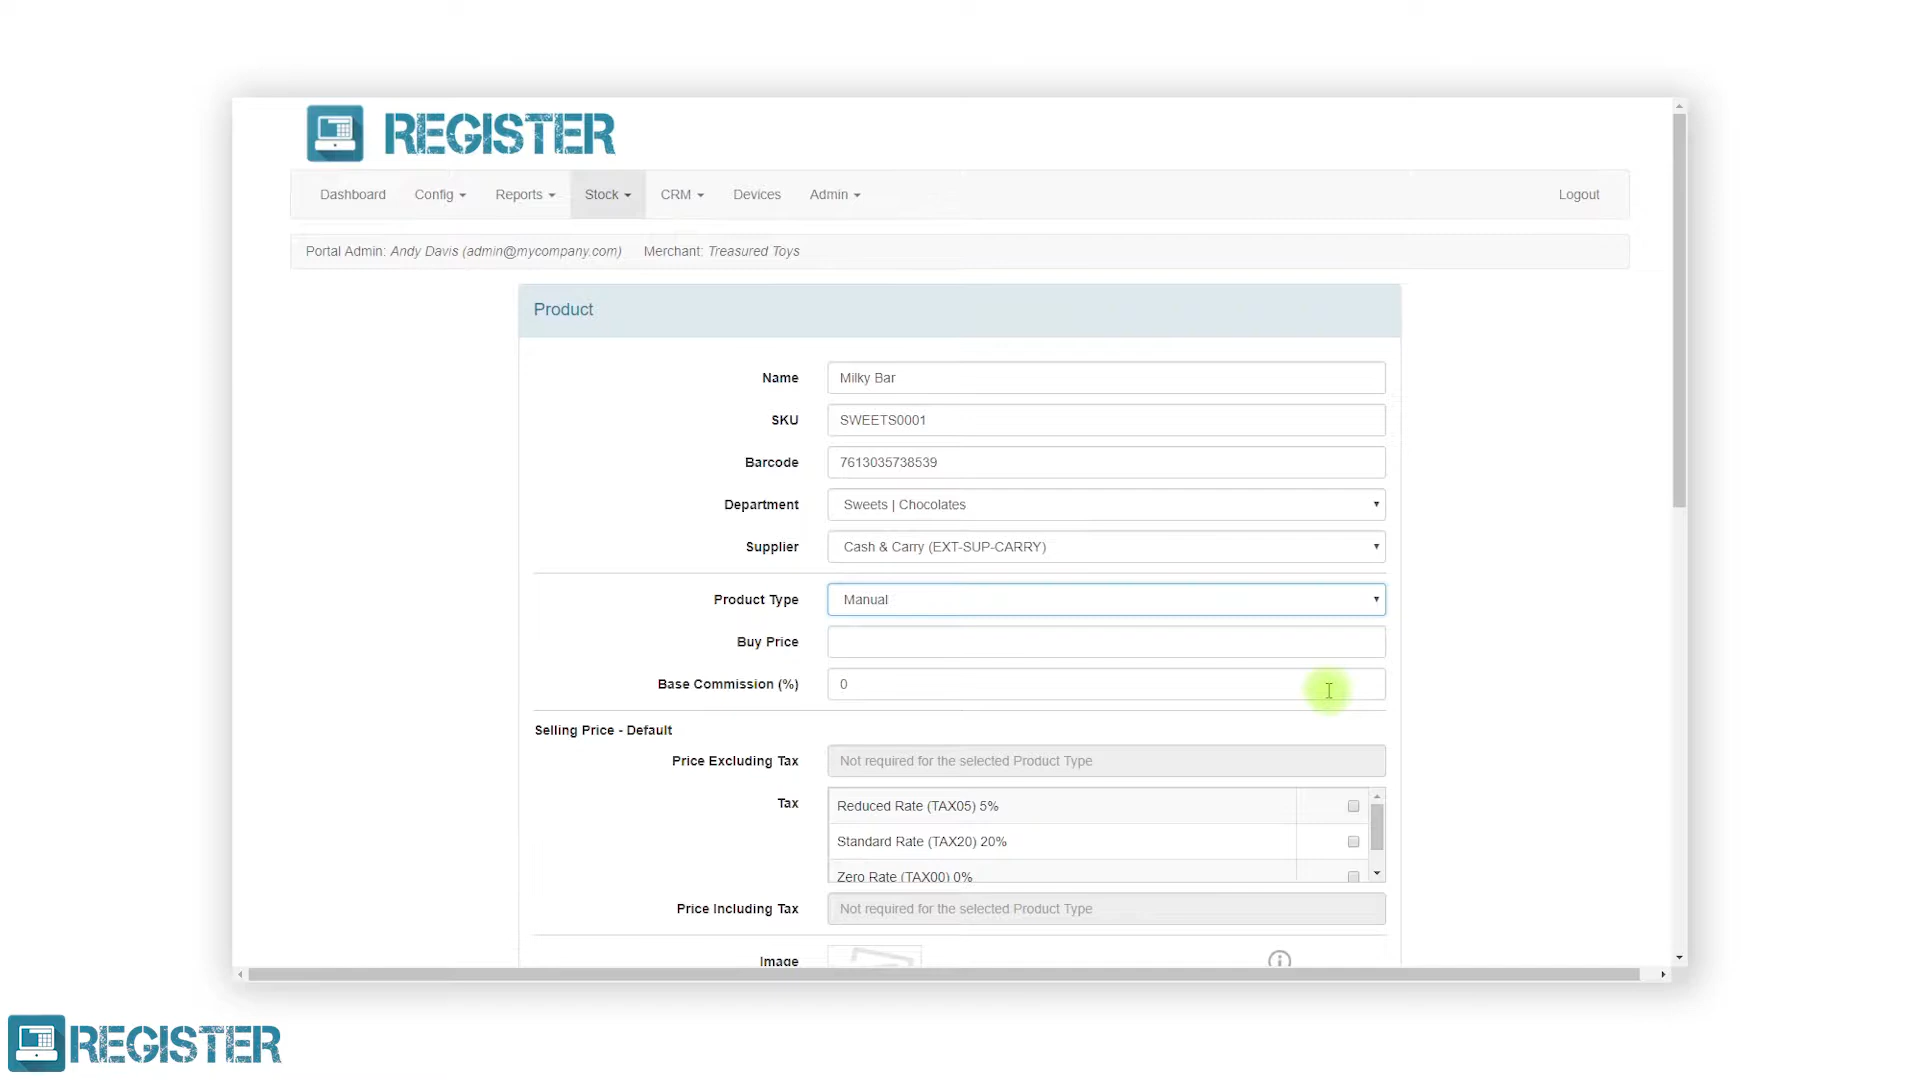 REGISTER
Dashboard Config Reports Stock CRM Devices Admin Logout
Portal Admin: Andy Davis (admin@mycompany.com) Merchant: Treasured Toys
Product
Name Milky Bar
SKU SWEETS0001
Barcode 7613035738539
Department Sweets | Chocolates
Supplier Cash & Carry (EXT-SUP-CARRY)
Product Type Manual
Buy Price
Base Commission (%) 0
Selling Price - Default
Price Excluding Tax Not required for the selected Product Type
Tax Reduced Rate (TAX05) 5%
Standard Rate (TAX20) 20%
Zero Rate (TAX00) 0%
Price Including Tax Not required for the selected Product Type
Image
REGISTER